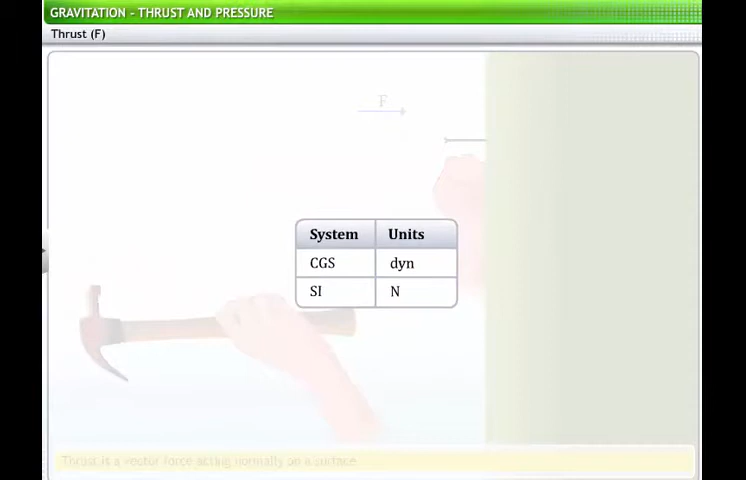 GRAVITATION - THRUST AND PRESSURE
Thrust (F)
F
System Units
CGS dyn
SI N
Thrust is a vector force acting normally on a surface